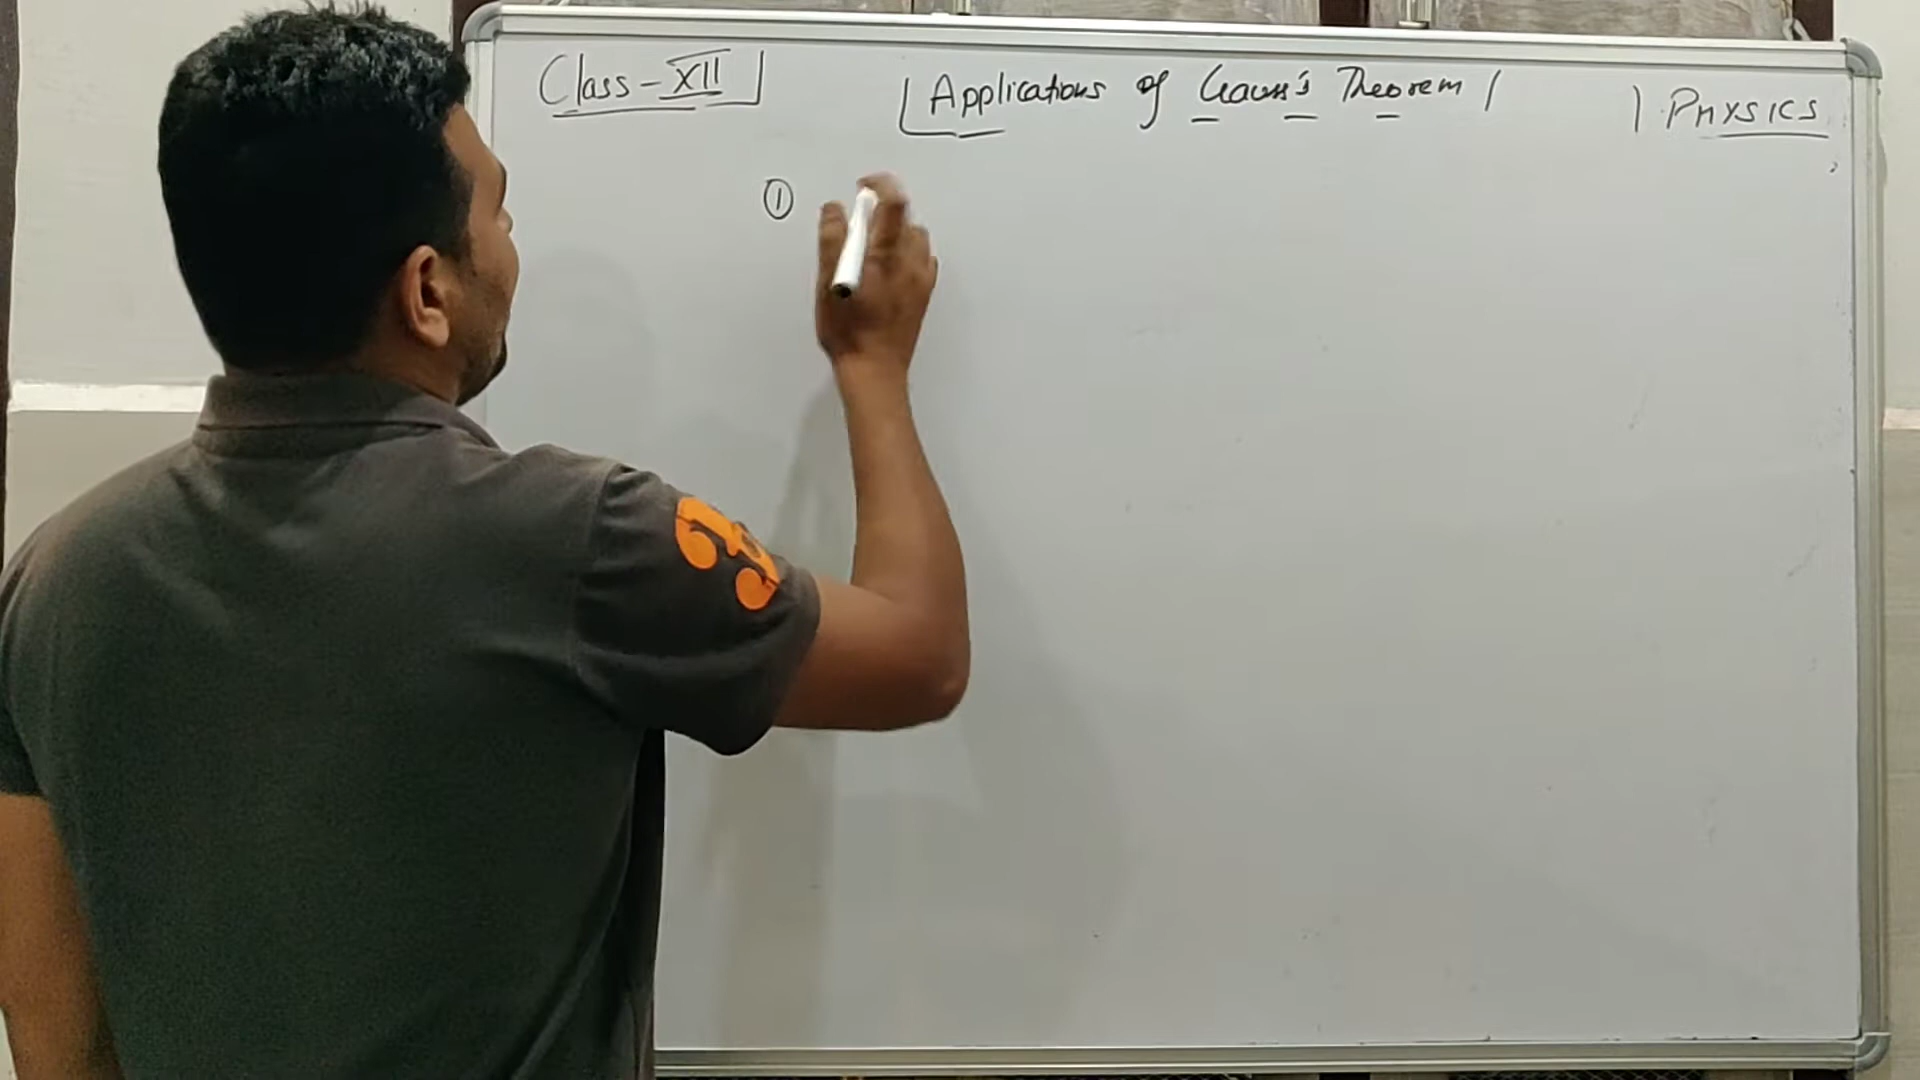 Class - XII
Applications of Gauss's Theorem
PHYSICS
①